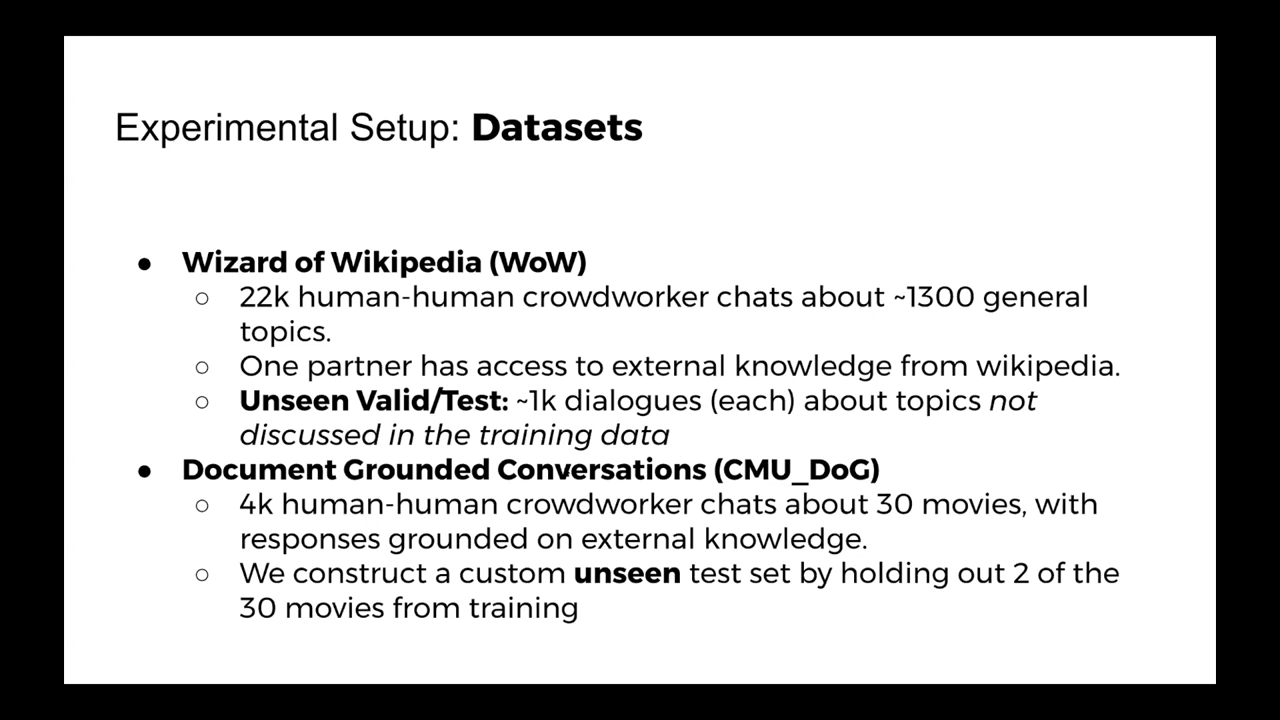 Experimental Setup: Datasets
● Wizard of Wikipedia (WoW)
○ 22k human-human crowdworker chats about ~1300 general
topics.
○ One partner has access to external knowledge from wikipedia.
○ Unseen Valid/Test: ~1k dialogues (each) about topics not
discussed in the training data
● Document Grounded Conversations (CMU_DoG)
○ 4k human-human crowdworker chats about 30 movies, with
responses grounded on external knowledge.
○ We construct a custom unseen test set by holding out 2 of the
30 movies from training